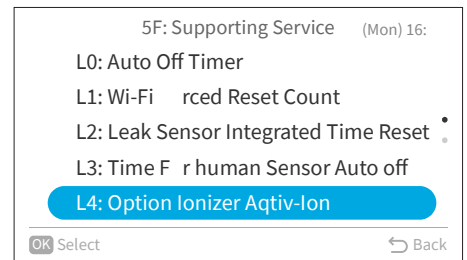 5F: Supporting Service (Mon) 16:
L0: Auto Off Timer
L1: Wi-Fi rced Reset Count
L2: Leak Sensor Integrated Time Reset
L3: Time F r human Sensor Auto off
L4: Option Ionizer Aqtiv-Ion
OK Select Back